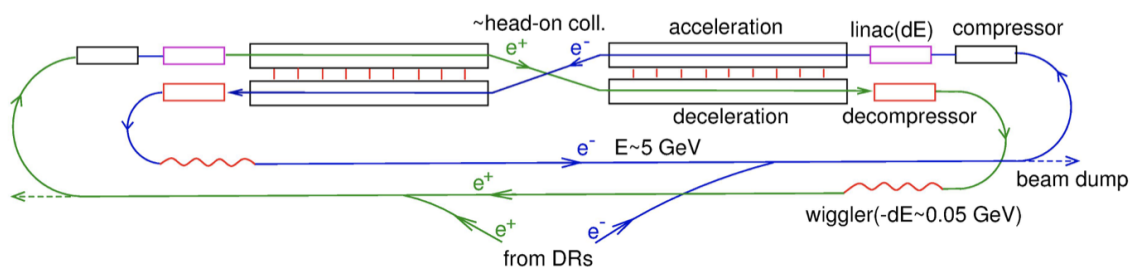 ~head-on coll.
acceleration
linac(dE)
compressor
e+
e-
deceleration
decompressor
e-
E~5 GeV
beam dump
e+
wiggler(-dE~0.05 GeV)
e+
e-
from DRs